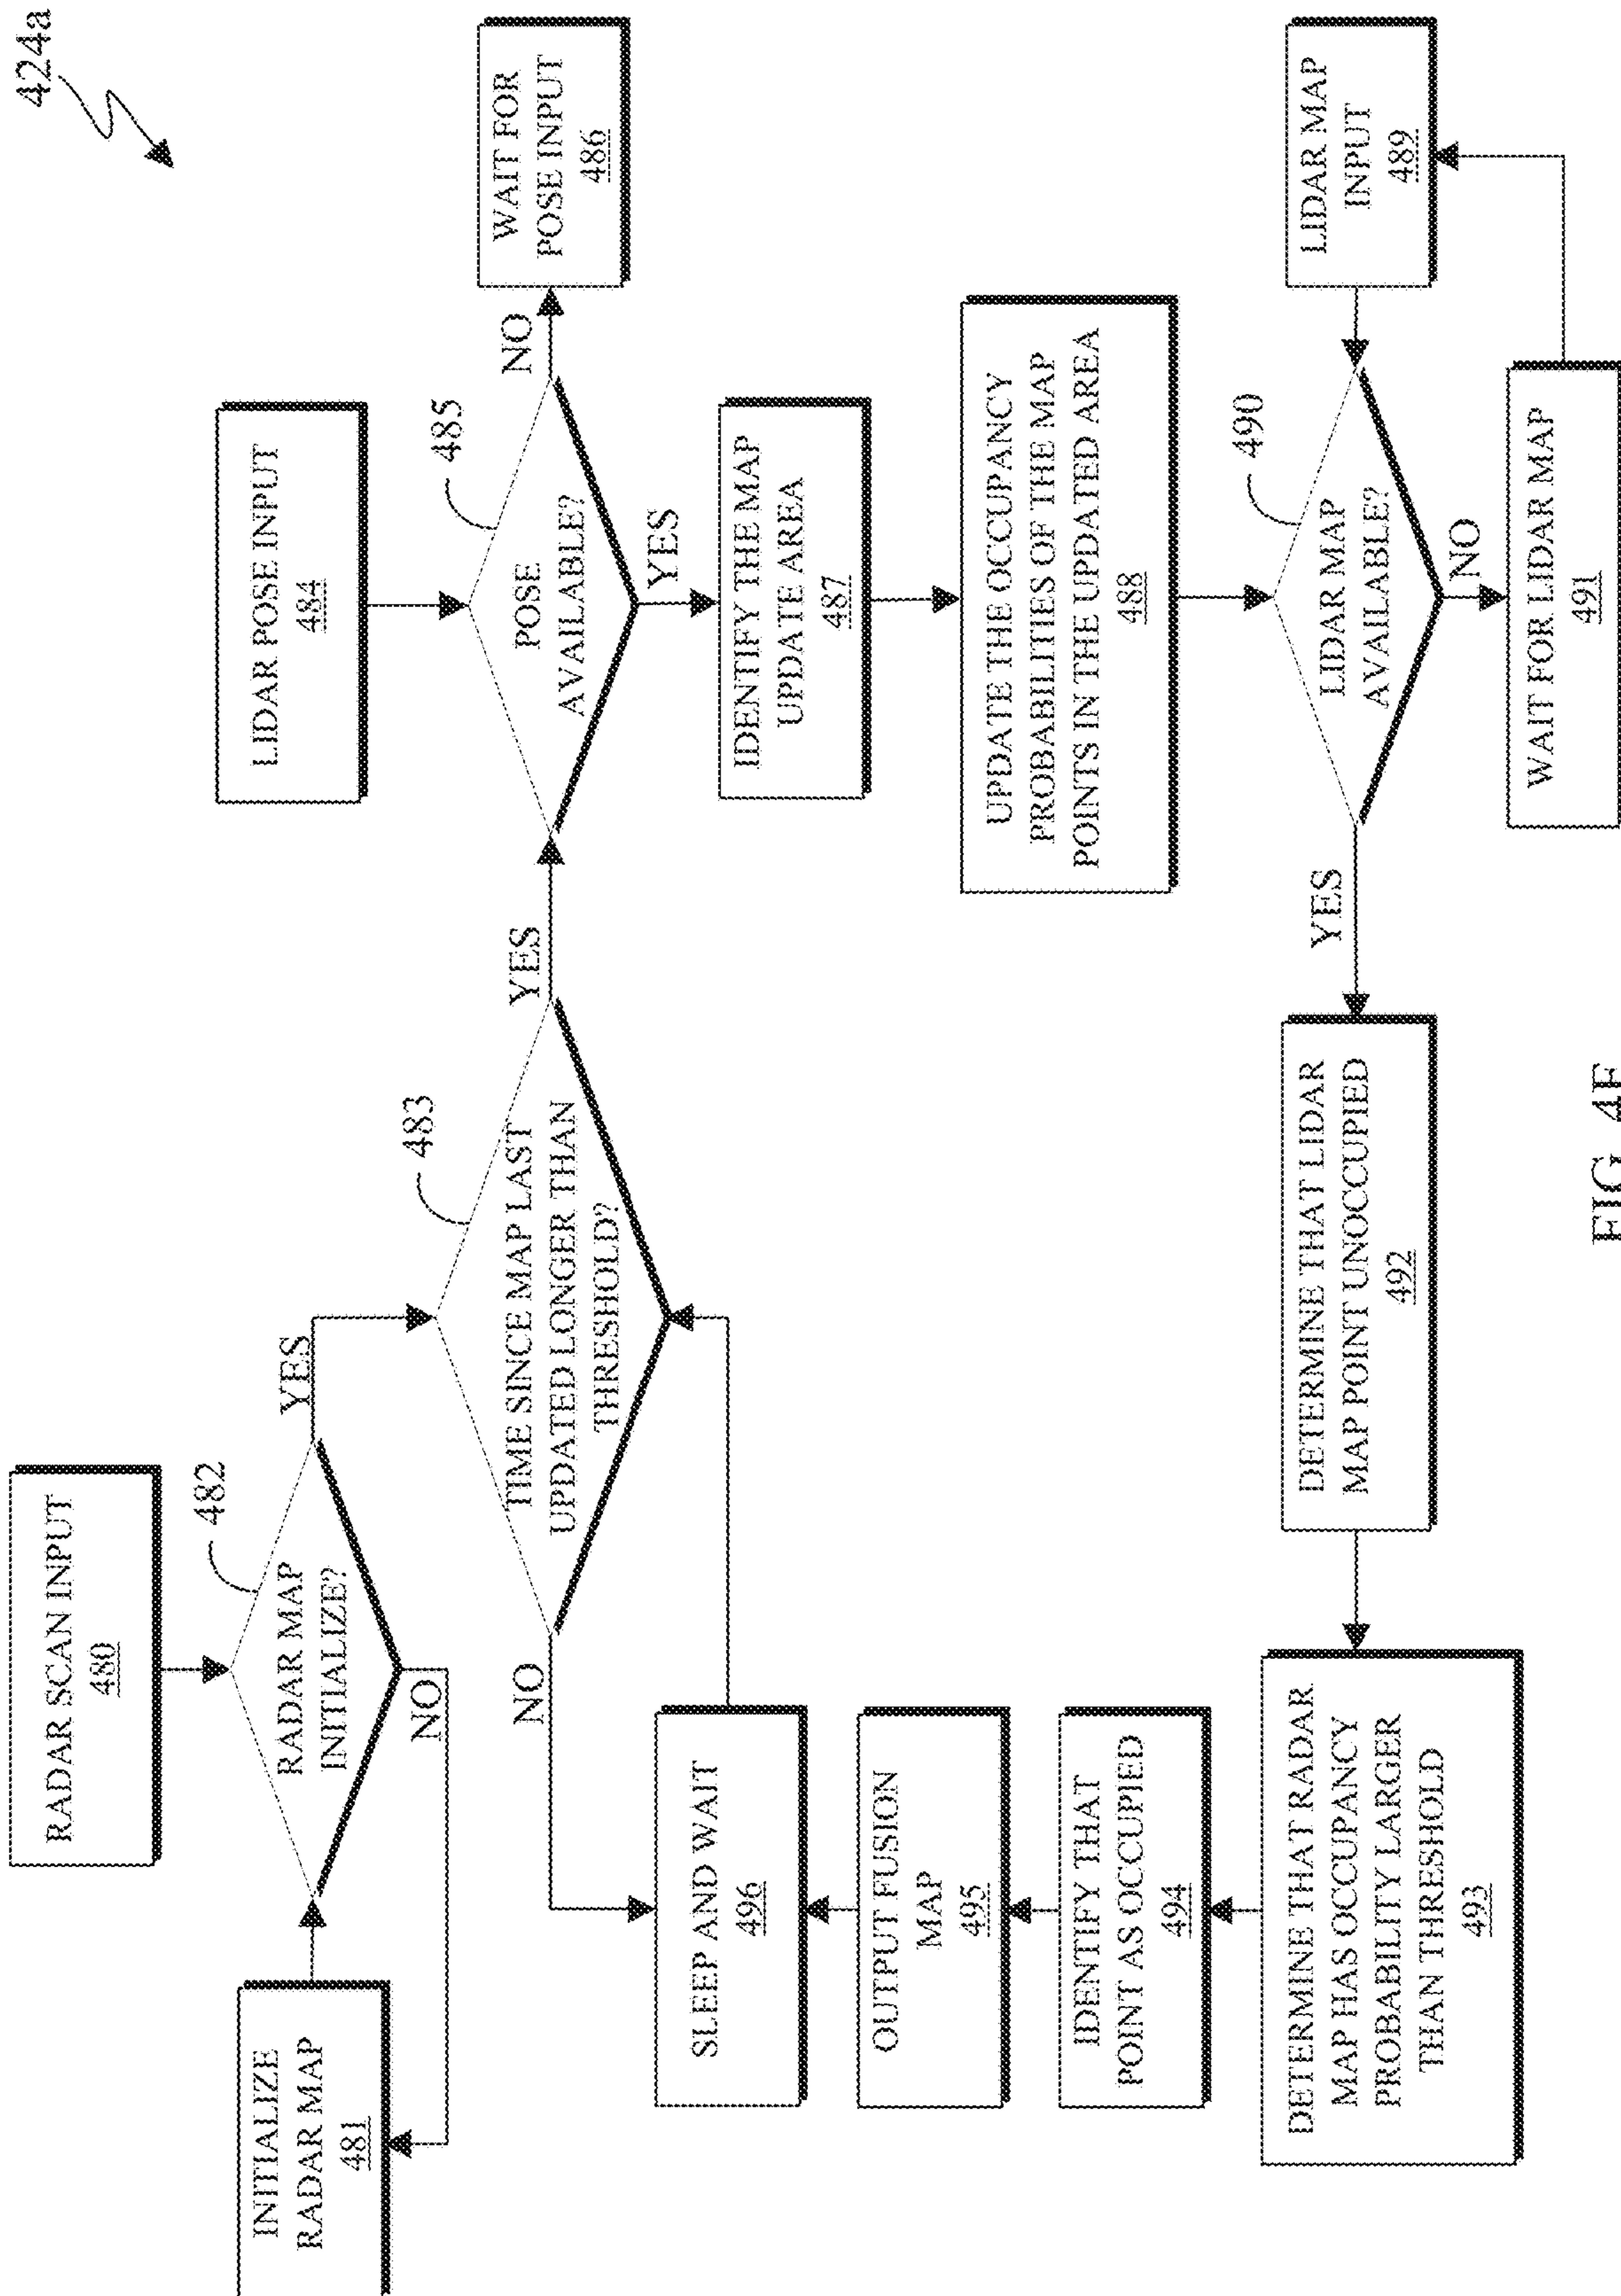 424a
RADAR SCAN INPUT
480
INITIALIZE
RADAR MAP
481
482
RADAR MAP
INITIALIZE?
YES
NO
483
TIME SINCE MAP LAST
UPDATED LONGER THAN
THRESHOLD?
NO
YES
LIDAR POSE INPUT
484
485
POSE
AVAILABLE?
NO
YES
WAIT FOR
POSE INPUT
486
IDENTIFY THE MAP
UPDATE AREA
487
UPDATE THE OCCUPANCY
PROBABILITIES OF THE MAP
POINTS IN THE UPDATED AREA
488
LIDAR MAP
INPUT
489
490
LIDAR MAP
AVAILABLE?
NO
YES
WAIT FOR LIDAR MAP
491
DETERMINE THAT LIDAR
MAP POINT UNOCCUPIED
492
DETERMINE THAT RADAR
MAP HAS OCCUPANCY
PROBABILITY LARGER
THAN THRESHOLD
493
IDENTIFY THAT
POINT AS OCCUPIED
494
OUTPUT FUSION
MAP
495
SLEEP AND WAIT
496
FIG. 4F